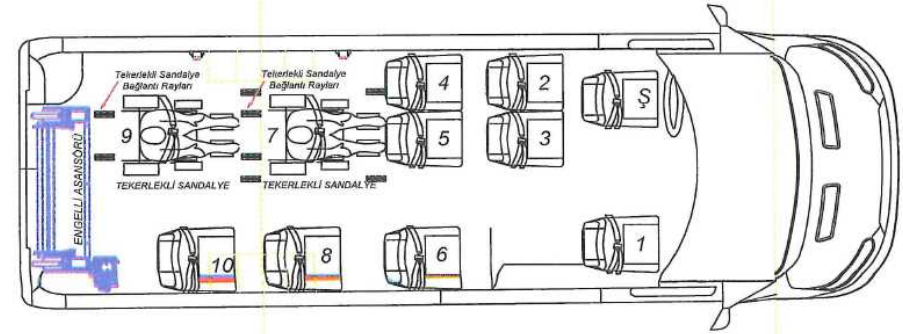 Tekerlekli Sandalye
Bağlantı Rayları
Tekerlekli Sandalye
Bağlantı Rayları
4
2
Ş
9
7
5
3
ENGELLİ ASANSÖRÜ
TEKERLEKLİ SANDALYE
TEKERLEKLİ SANDALYE
10
8
6
1